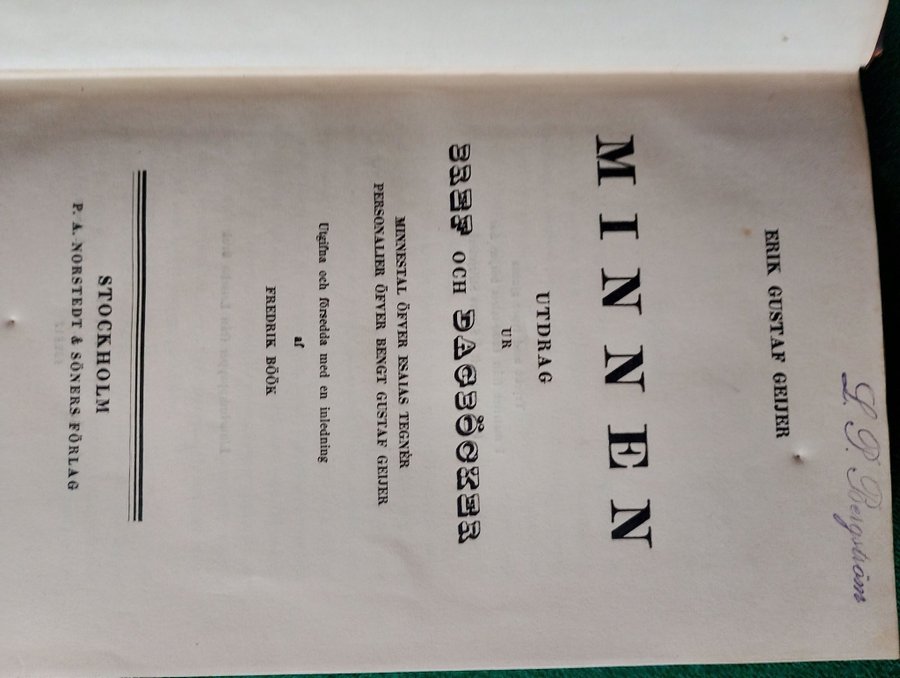 L. P. Bergström
ERIK GUSTAF GEIJER
MINNEN
UTDRAG
UR
BREF OCH DAGBÖCKER
MINNESTAL ÖFVER ESAIAS TEGNÉR
PERSONALIER ÖFVER BENGT GUSTAF GEIJER
Utgifna och försedda med en inledning
af
FREDRIK BÖÖK
STOCKHOLM
P. A. NORSTEDT & SÖNERS FÖRLAG